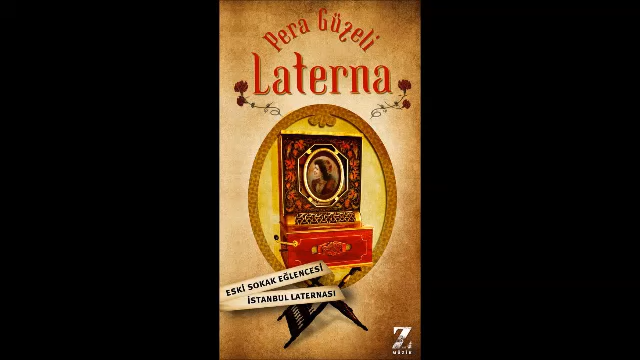 Pera Güzeli
Laterna
ESKİ SOKAK EĞLENCESİ
İSTANBUL LATERNASI
Z
MÜZİK